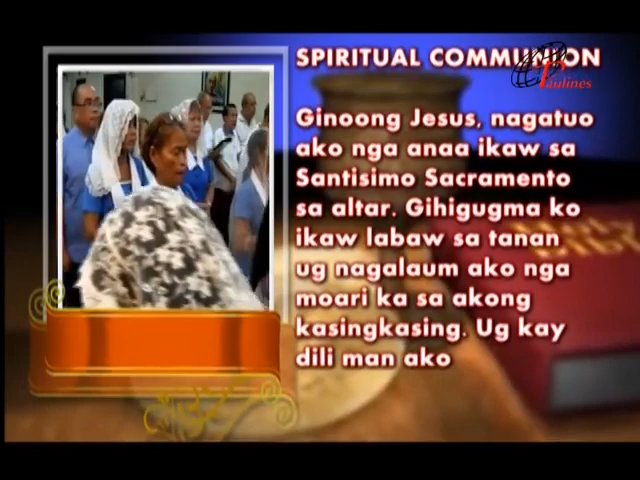 SPIRITUAL COMMUNION
Paulines
Ginoong Jesus, nagatuo
ako nga anaa ikaw sa
Santisimo Sacramento
sa altar. Gihigugma ko
ikaw labaw sa tanan
ug nagalaum ako nga
moari ka sa akong
kasingkasing. Ug kay
dili man ako